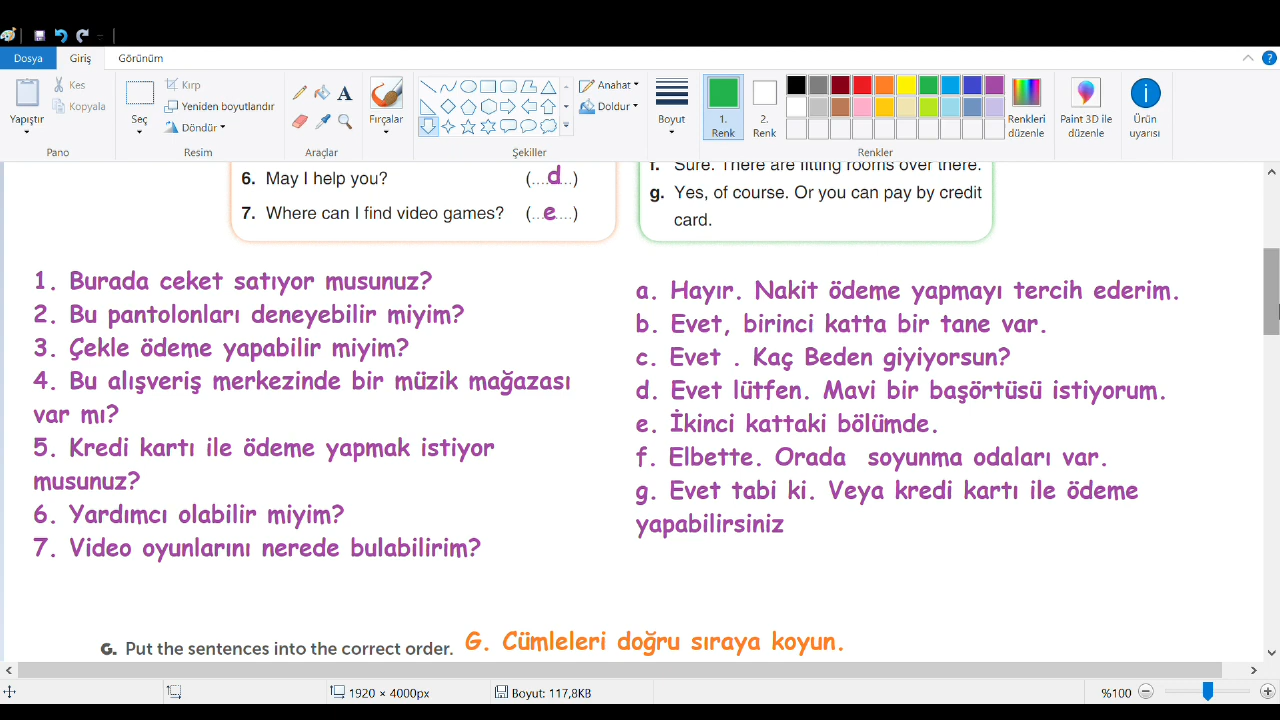 Dosya
Giriş
Görünüm
Yapıştır
Kes
Kopyala
Pano
Seç
Kırp
Yeniden boyutlandır
Döndür
Resim
A
Araçlar
Fırçalar
Şekiller
Anahat
Doldur
Boyut
1.
Renk
2.
Renk
Renkler
Renkleri
düzenle
Paint 3D ile
düzenle
Ürün
uyarısı
6. May I help you? (....d....)
7. Where can I find video games? (....e....)
f. Sure. There are fitting rooms over there.
g. Yes, of course. Or you can pay by credit
card.
1. Burada ceket satıyor musunuz?
2. Bu pantolonları deneyebilir miyim?
3. Çekle ödeme yapabilir miyim?
4. Bu alışveriş merkezinde bir müzik mağazası
var mı?
5. Kredi kartı ile ödeme yapmak istiyor
musunuz?
6. Yardımcı olabilir miyim?
7. Video oyunlarını nerede bulabilirim?
a. Hayır. Nakit ödeme yapmayı tercih ederim.
b. Evet, birinci katta bir tane var.
c. Evet . Kaç Beden giyiyorsun?
d. Evet lütfen. Mavi bir başörtüsü istiyorum.
e. İkinci kattaki bölümde.
f. Elbette. Orada soyunma odaları var.
g. Evet tabi ki. Veya kredi kartı ile ödeme
yapabilirsiniz
G. Put the sentences into the correct order. G. Cümleleri doğru sıraya koyun.
1920 × 4000px
Boyut: 117,8KB
%100